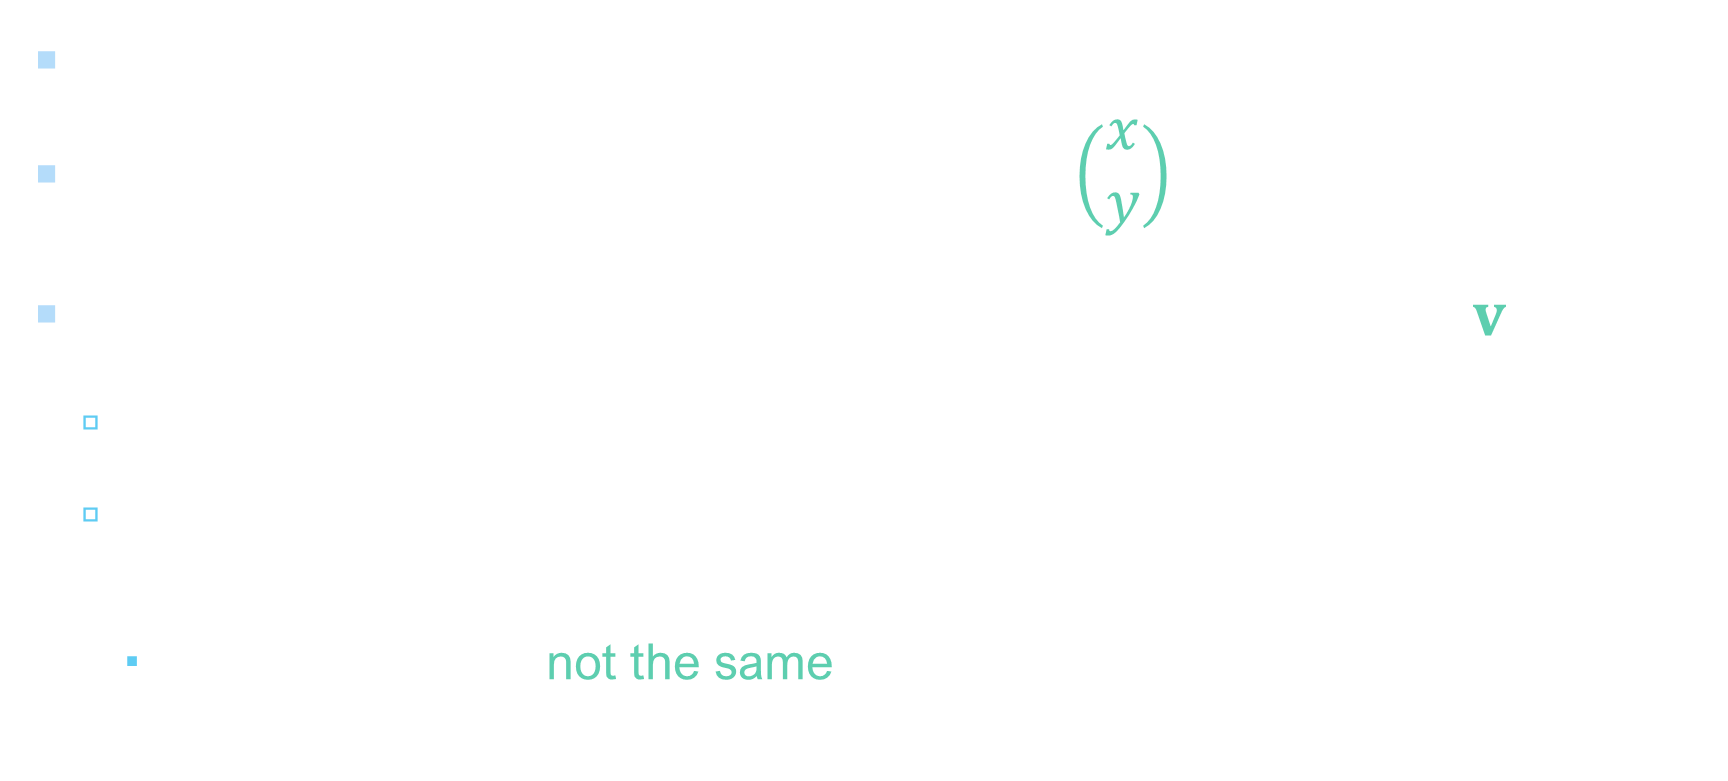 (x
y)
v
not the same